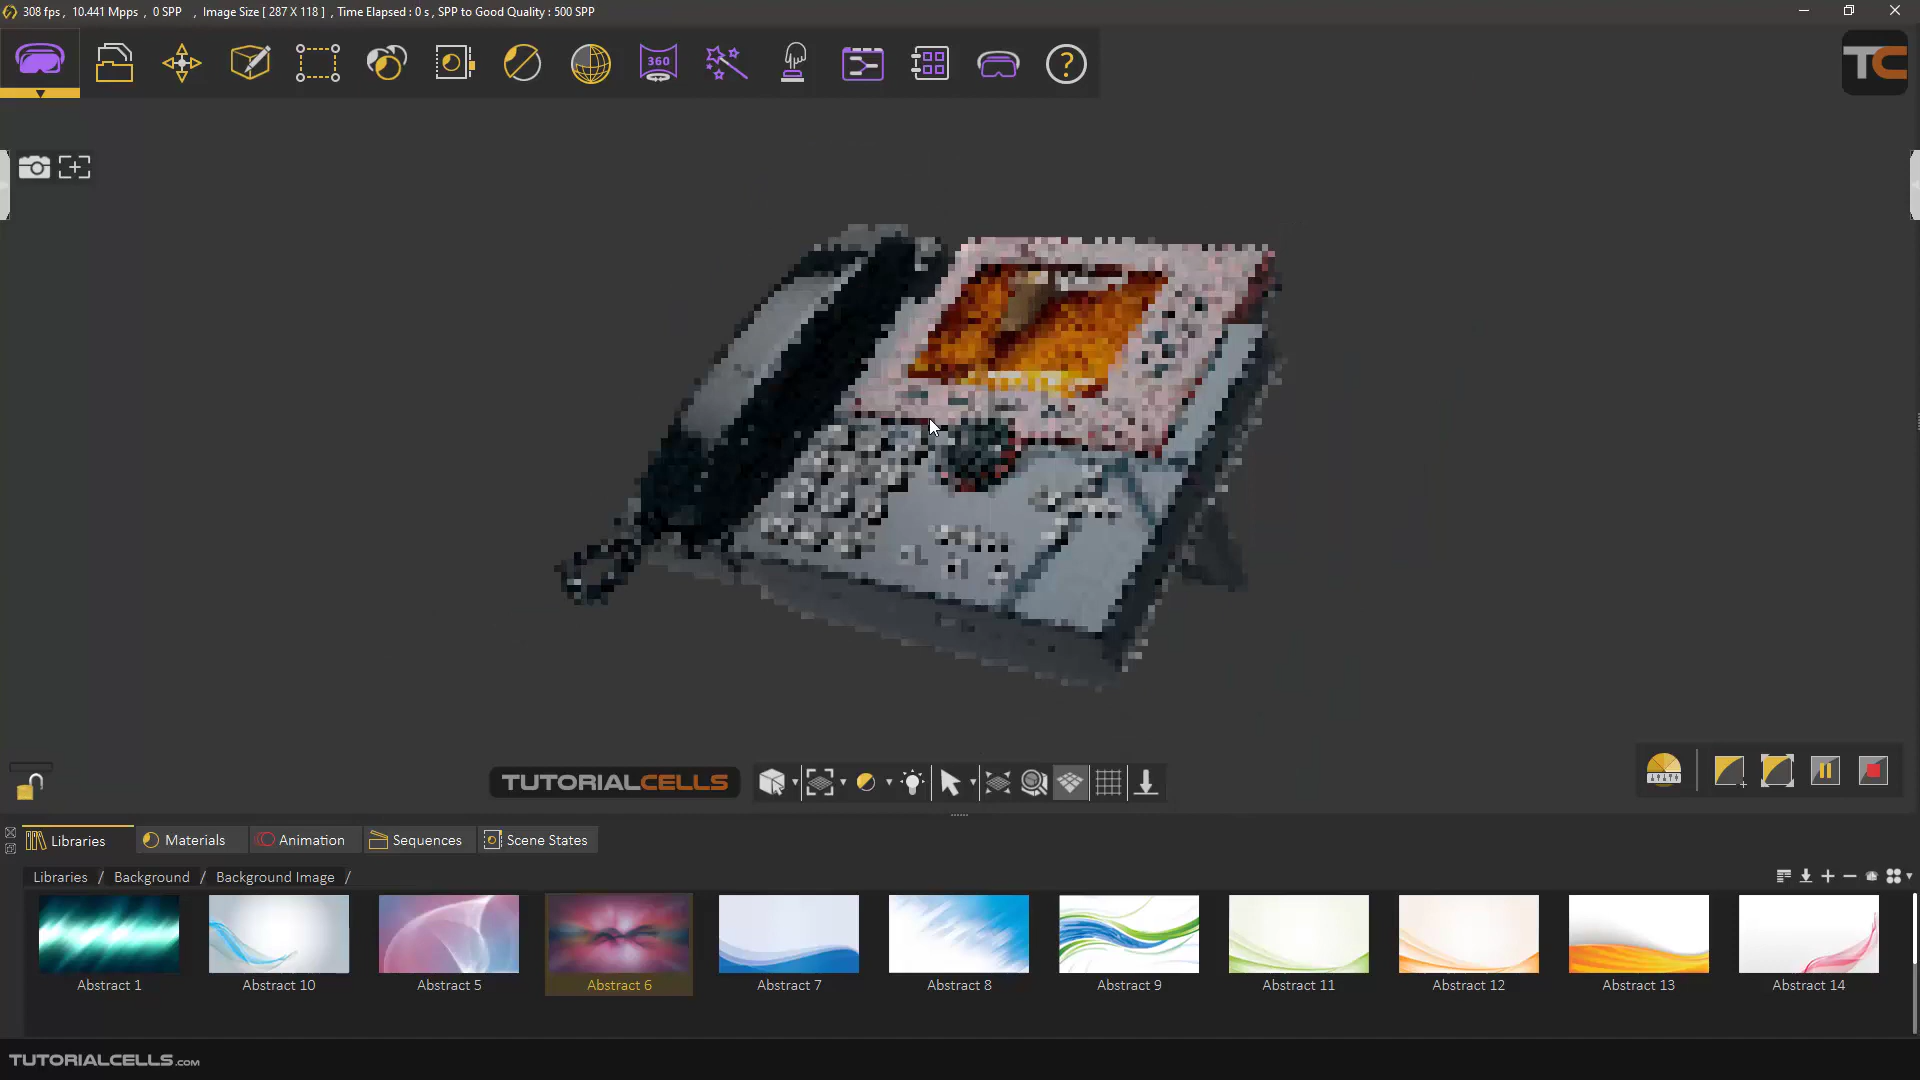 308 fps , 10.441 Mpps , 0 SPP , Image Size [ 287 X 118 ] , Time Elapsed : 0 s , SPP to Good Quality : 500 SPP
360
?
TC
TUTORIALCELLS
Libraries
Materials
Animation
Sequences
Scene States
Libraries / Background / Background Image /
Abstract 1
Abstract 10
Abstract 5
Abstract 6
Abstract 7
Abstract 8
Abstract 9
Abstract 11
Abstract 12
Abstract 13
Abstract 14
TUTORIALCELLS.COM